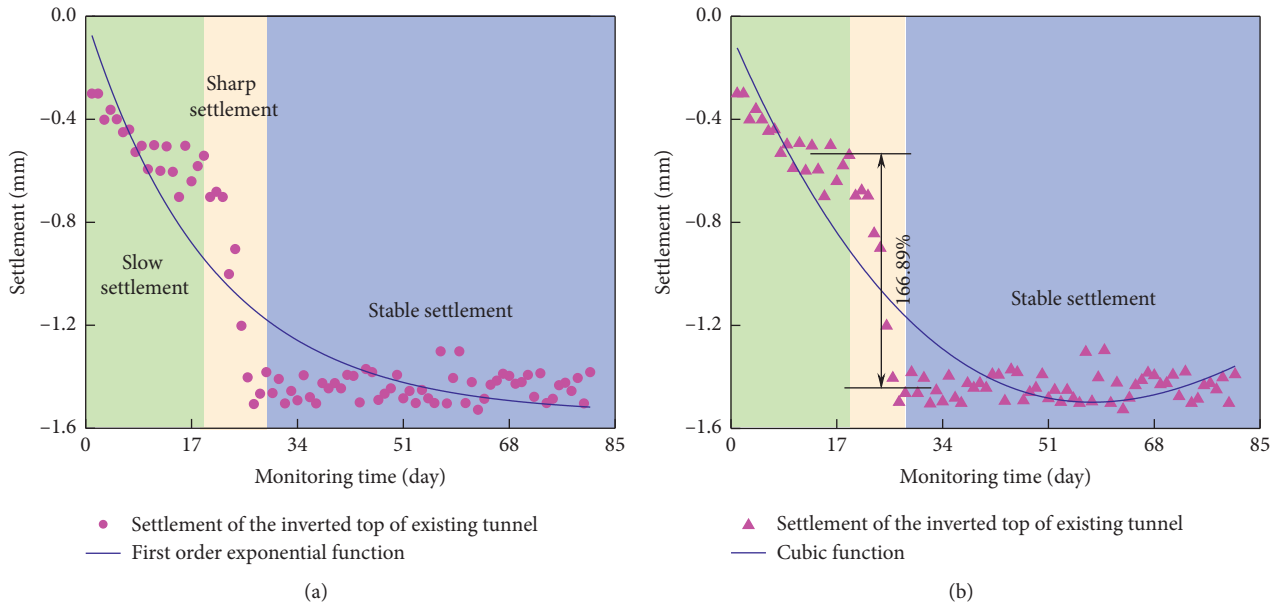 0.0
−0.4
−0.8
−1.2
−1.6
Settlement (mm)
Slow
settlement
Sharp
settlement
Stable settlement
0
17
34
51
68
85
Monitoring time (day)
Settlement of the inverted top of existing tunnel
First order exponential function
(a)
0.0
−0.4
−0.8
−1.2
−1.6
Settlement (mm)
166.89%
Stable settlement
0
17
34
51
68
85
Monitoring time (day)
Settlement of the inverted top of existing tunnel
Cubic function
(b)